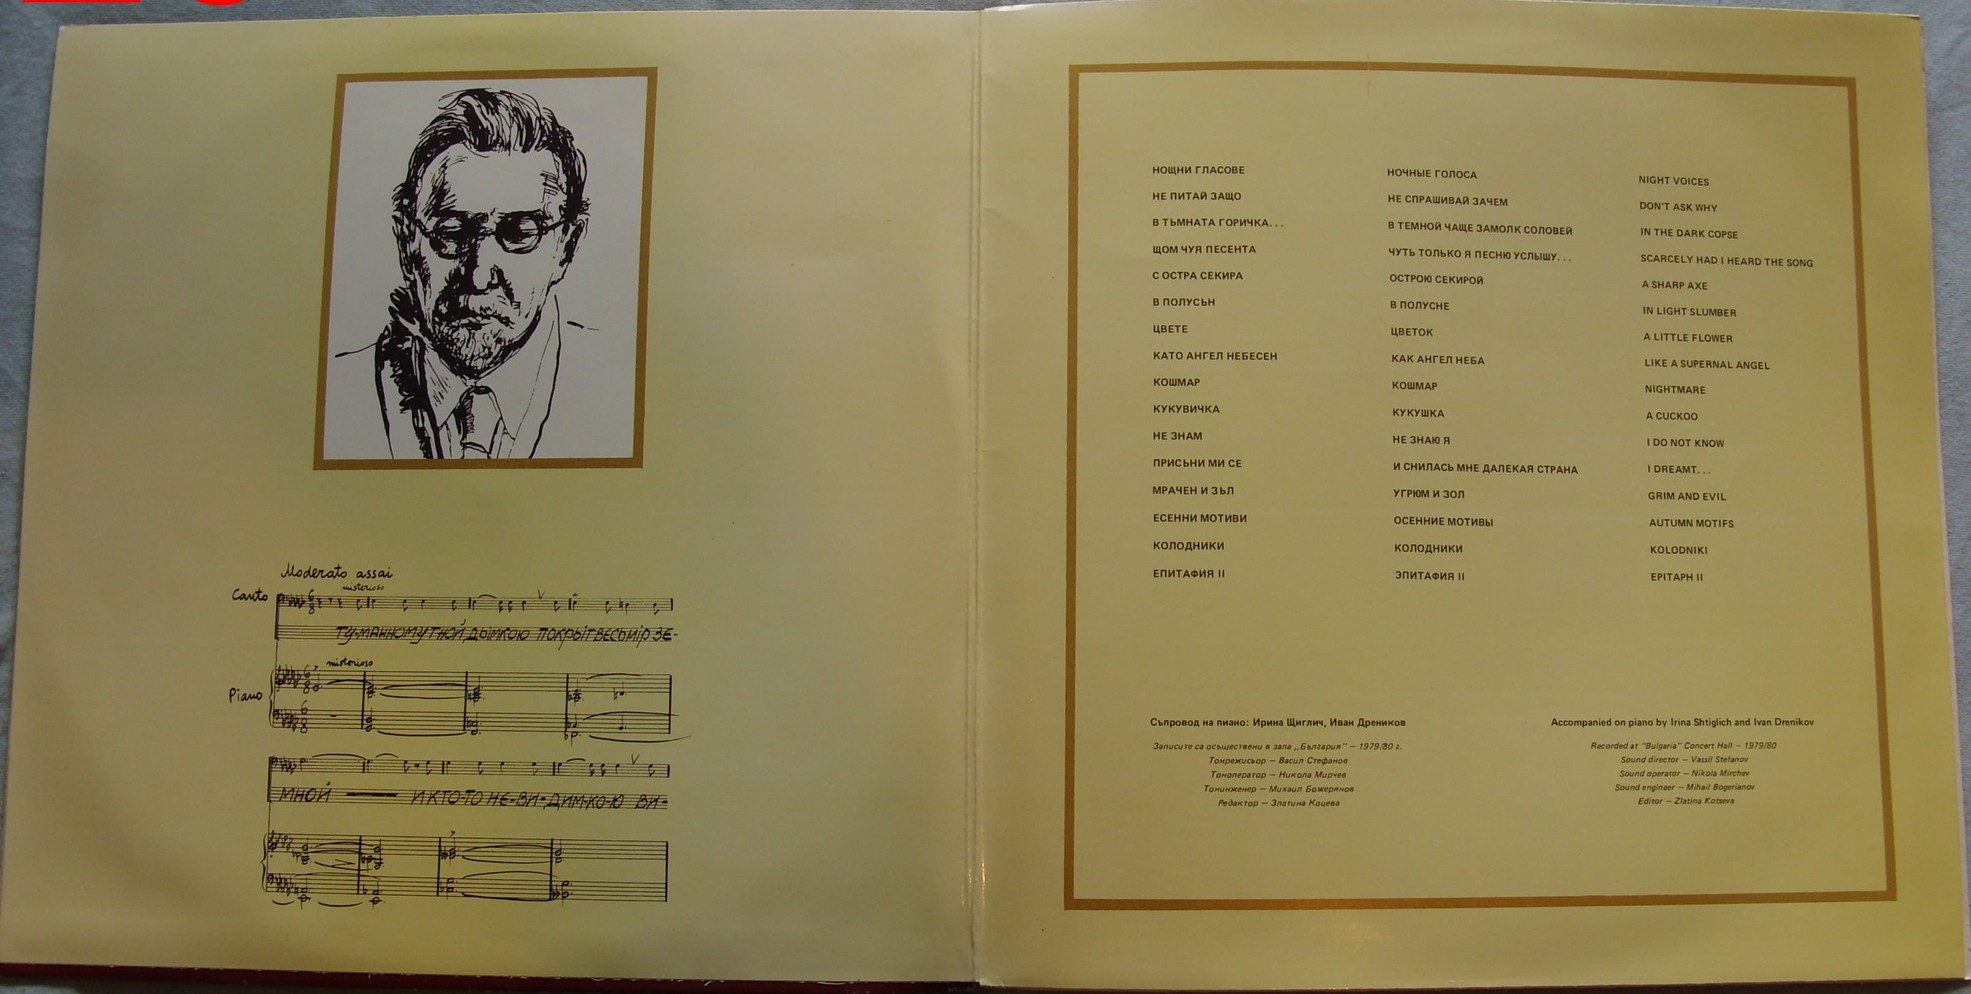 Moderato assai
misterioso
Canto
ТУ-МАННОМУТНОЙ ДЫМКОЮ ПОКРЫТ ВЕСЬ МІР ЗЕ-
misterioso
Piano
МНОЙ И КТО-ТО НЕ-ВИ-ДИМ-КО-Ю ВИ-
НОЩНИ ГЛАСОВЕ
НЕ ПИТАЙ ЗАЩО
В ТЪМНАТА ГОРИЧКА...
ЩОМ ЧУЯ ПЕСЕНТА
С ОСТРА СЕКИРА
В ПОЛУСЪН
ЦВЕТЕ
КАТО АНГЕЛ НЕБЕСЕН
КОШМАР
КУКУВИЧКА
НЕ ЗНАМ
ПРИСЪНИ МИ СЕ
МРАЧЕН И ЗЪЛ
ЕСЕННИ МОТИВИ
КОЛОДНИКИ
ЕПИТАФИЯ II
НОЧНЫЕ ГОЛОСА
НЕ СПРАШИВАЙ ЗАЧЕМ
В ТЕМНОЙ ЧАЩЕ ЗАМОЛК СОЛОВЕЙ
ЧУТЬ ТОЛЬКО Я ПЕСНЮ УСЛЫШУ...
ОСТРОЮ СЕКИРОЙ
В ПОЛУСНЕ
ЦВЕТОК
КАК АНГЕЛ НЕБА
КОШМАР
КУКУШКА
НЕ ЗНАЮ Я
И СНИЛАСЬ МНЕ ДАЛЕКАЯ СТРАНА
УГРЮМ И ЗОЛ
ОСЕННИЕ МОТИВЫ
КОЛОДНИКИ
ЭПИТАФИЯ II
NIGHT VOICES
DON'T ASK WHY
IN THE DARK COPSE
SCARCELY HAD I HEARD THE SONG
A SHARP AXE
IN LIGHT SLUMBER
A LITTLE FLOWER
LIKE A SUPERNAL ANGEL
NIGHTMARE
A CUCKOO
I DO NOT KNOW
I DREAMT...
GRIM AND EVIL
AUTUMN MOTIFS
KOLODNIKI
EPITAPH II
Съпровод на пиано: Ирина Щиглич, Иван Дреников
Записите са осъществени в зала „България" – 1979/80 г.
Тонрежисьор – Васил Стефанов
Тоноператор – Никола Мирчев
Тонинженер – Михаил Божерянов
Редактор – Златина Коцева
Accompanied on piano by Irina Shtiglich and Ivan Drenikov
Recorded at "Bulgaria" Concert Hall – 1979/80
Sound director – Vassil Stefanov
Sound operator – Nikola Mirchev
Sound engineer – Mihail Bogerianov
Editor – Zlatina Kotseva